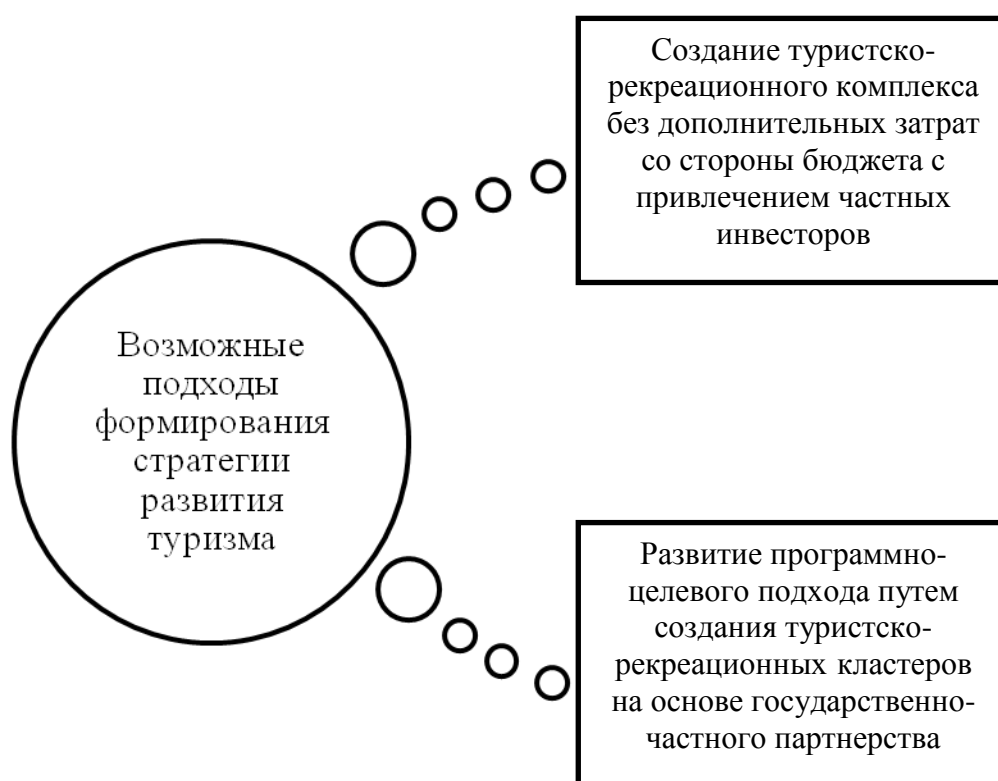 Возможные
подходы
формирования
стратегии
развития
туризма
Создание туристско-
рекреационного комплекса
без дополнительных затрат
со стороны бюджета с
привлечением частных
инвесторов
Развитие программно-
целевого подхода путем
создания туристско-
рекреационных кластеров
на основе государственно-
частного партнерства